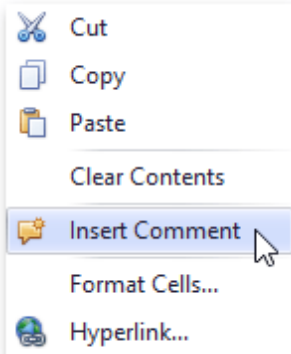 Cut
Copy
Paste
Clear Contents
Insert Comment
Format Cells...
Hyperlink...